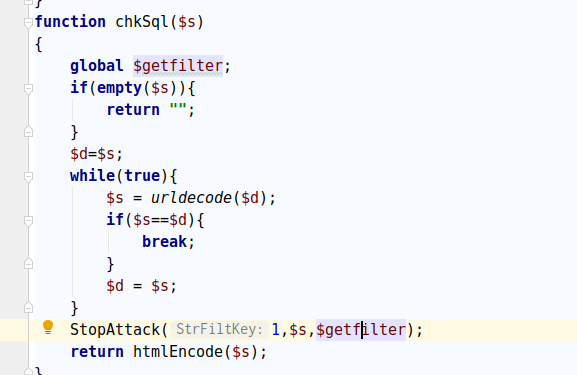 }
function chkSql($s)
{
    global $getfilter;
    if(empty($s)){
        return "";
    }
    $d=$s;
    while(true){
        $s = urldecode($d);
        if($s==$d){
            break;
        }
        $d = $s;
    }
    StopAttack( StrFiltKey: 1,$s,$getfilter);
    return htmlEncode($s);
}